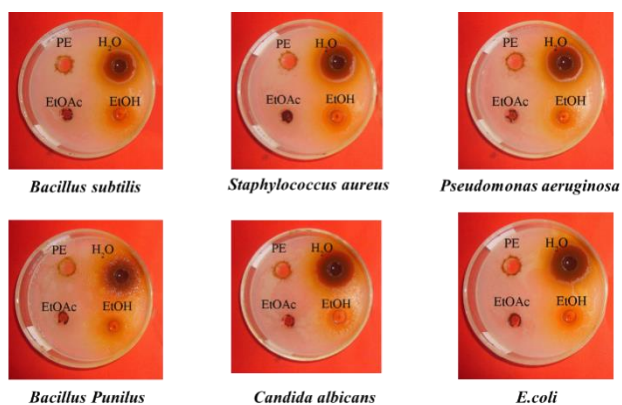 PE H₂O
EtOAc EtOH
Bacillus subtilis
PE H₂O
EtOAc EtOH
Staphylococcus aureus
PE H₂O
EtOAc EtOH
Pseudomonas aeruginosa
PE H₂O
EtOAc EtOH
Bacillus Punilus
PE H₂O
EtOAc EtOH
Candida albicans
PE H₂O
EtOAc EtOH
E.coli